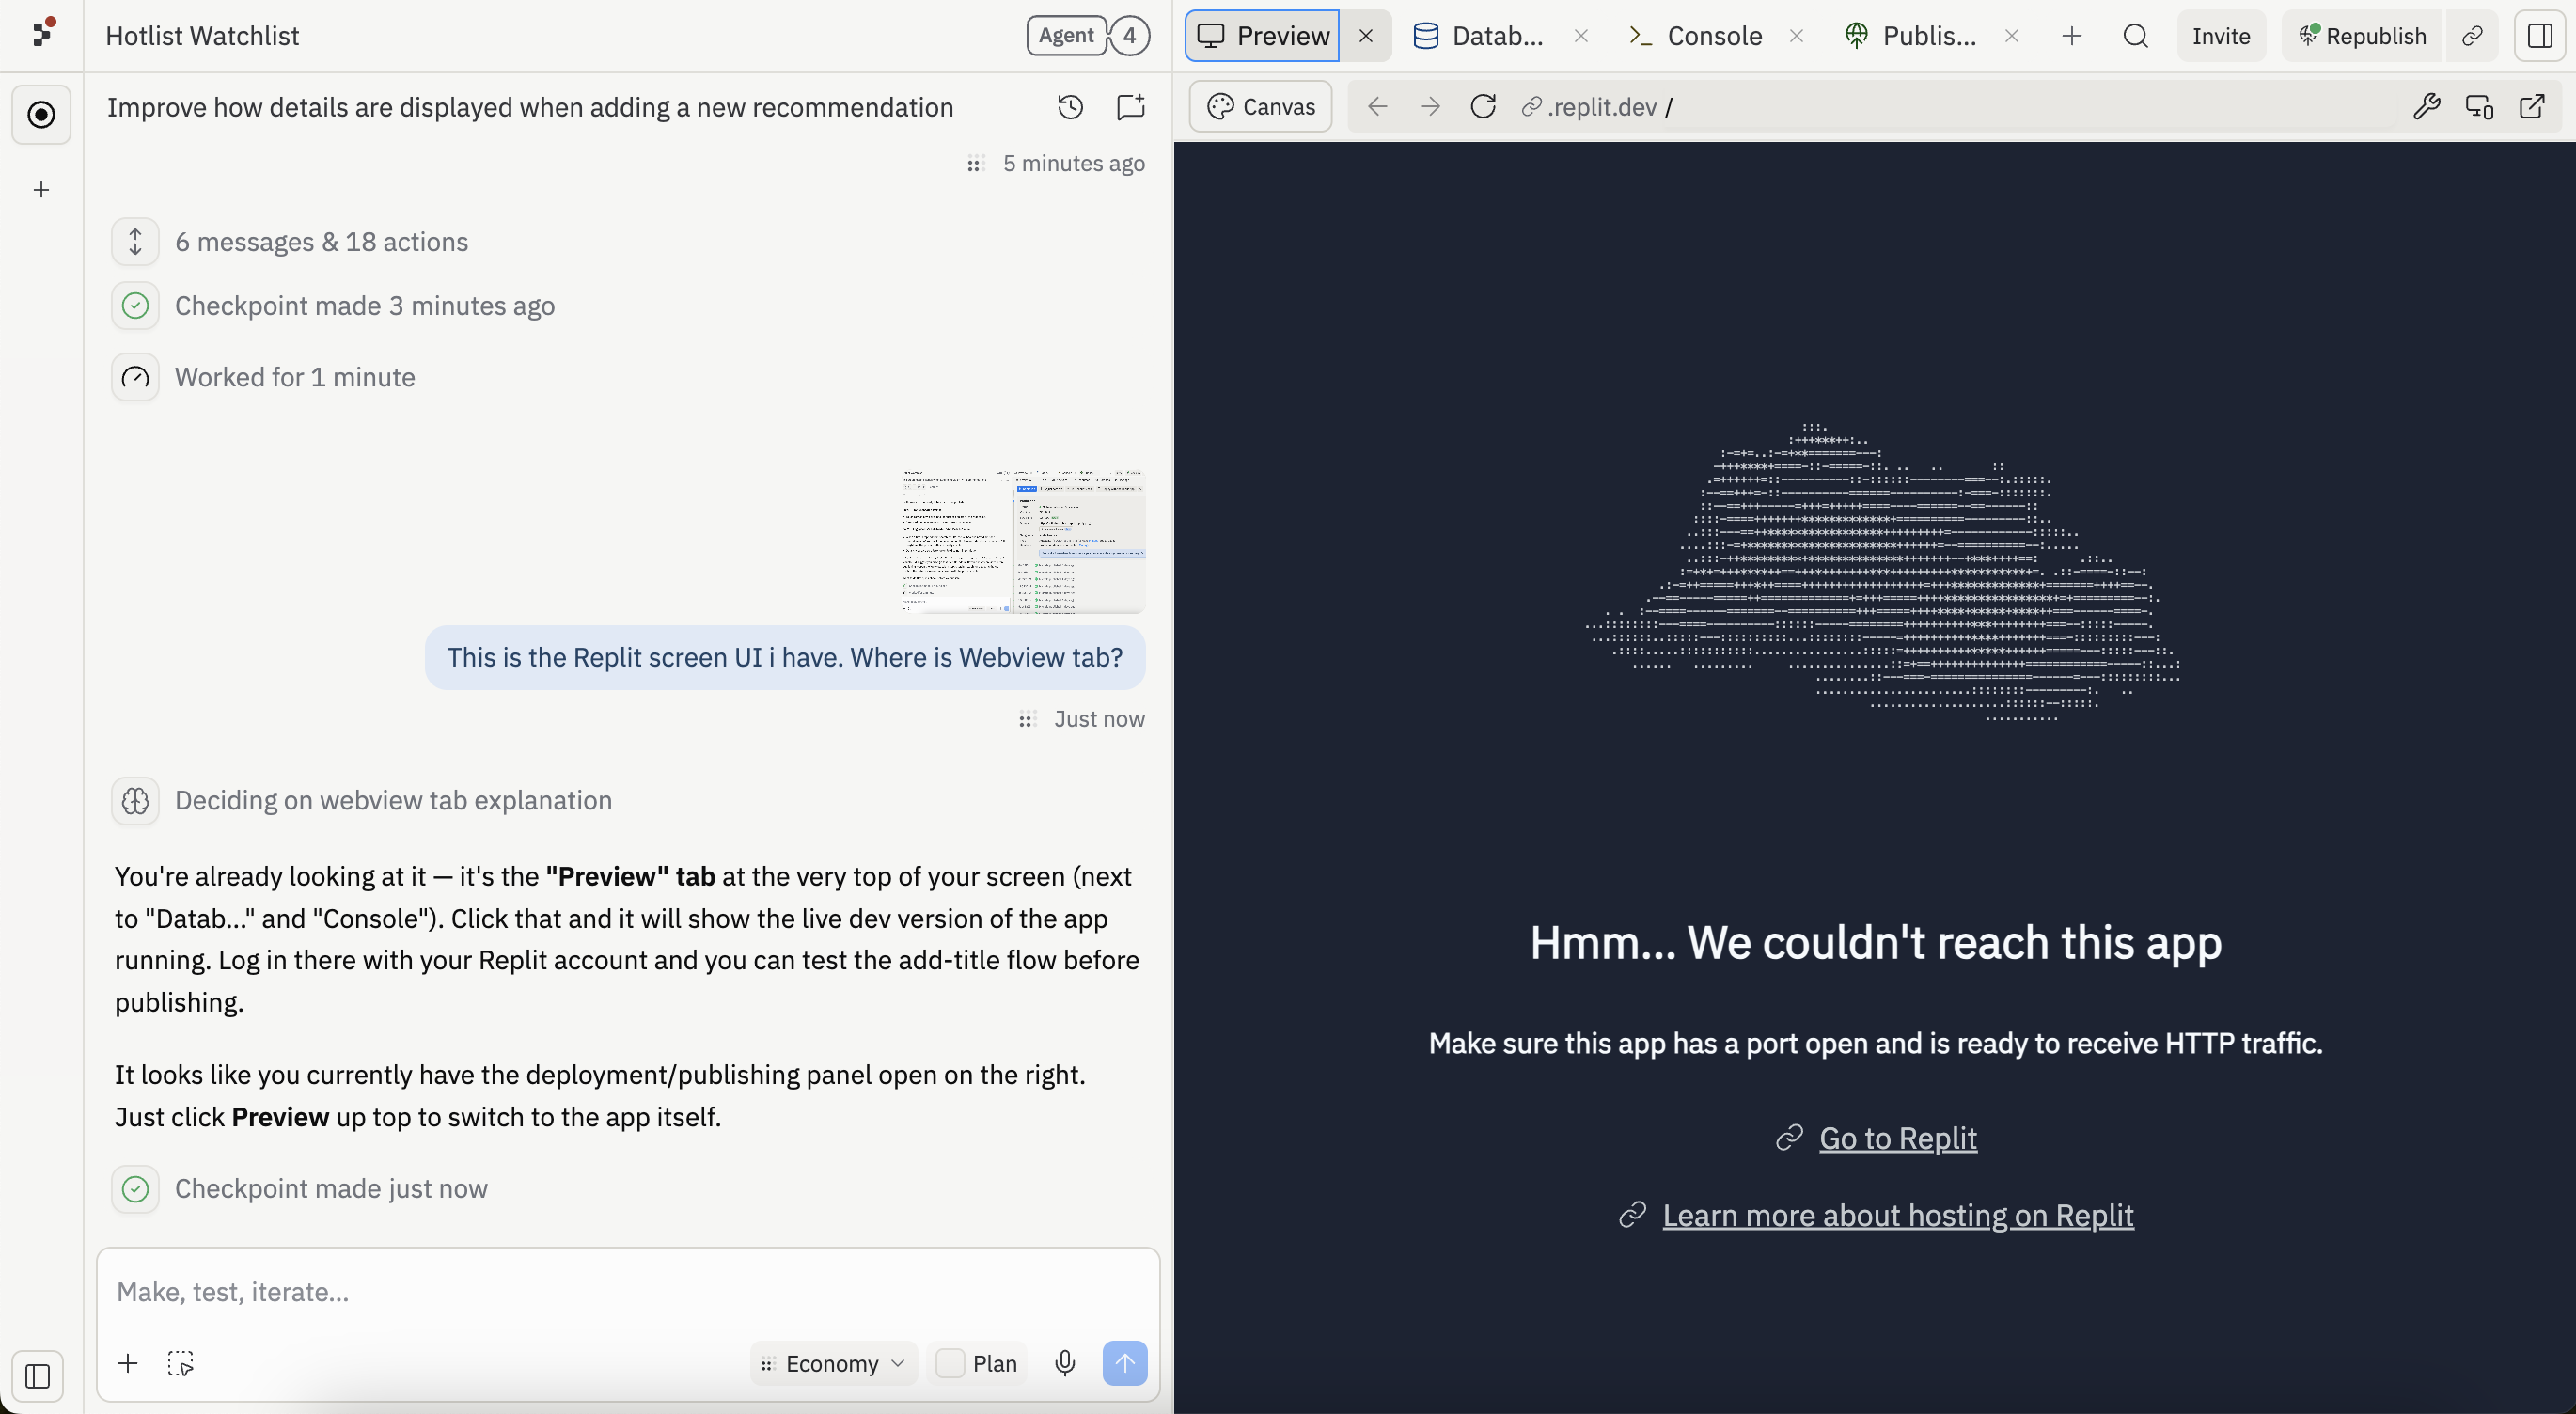 Hotlist Watchlist
Agent 4
Improve how details are displayed when adding a new recommendation
5 minutes ago
6 messages & 18 actions
Checkpoint made 3 minutes ago
Worked for 1 minute
This is the Replit screen UI i have. Where is Webview tab?
Just now
Deciding on webview tab explanation
You're already looking at it — it's the "Preview" tab at the very top of your screen (next
to "Datab..." and "Console"). Click that and it will show the live dev version of the app
running. Log in there with your Replit account and you can test the add-title flow before
publishing.
It looks like you currently have the deployment/publishing panel open on the right.
Just click Preview up top to switch to the app itself.
Checkpoint made just now
Make, test, iterate...
Economy
Plan
Preview
Datab...
Console
Publis...
Invite
Republish
Canvas
.replit.dev /
Hmm... We couldn't reach this app
Make sure this app has a port open and is ready to receive HTTP traffic.
Go to Replit
Learn more about hosting on Replit